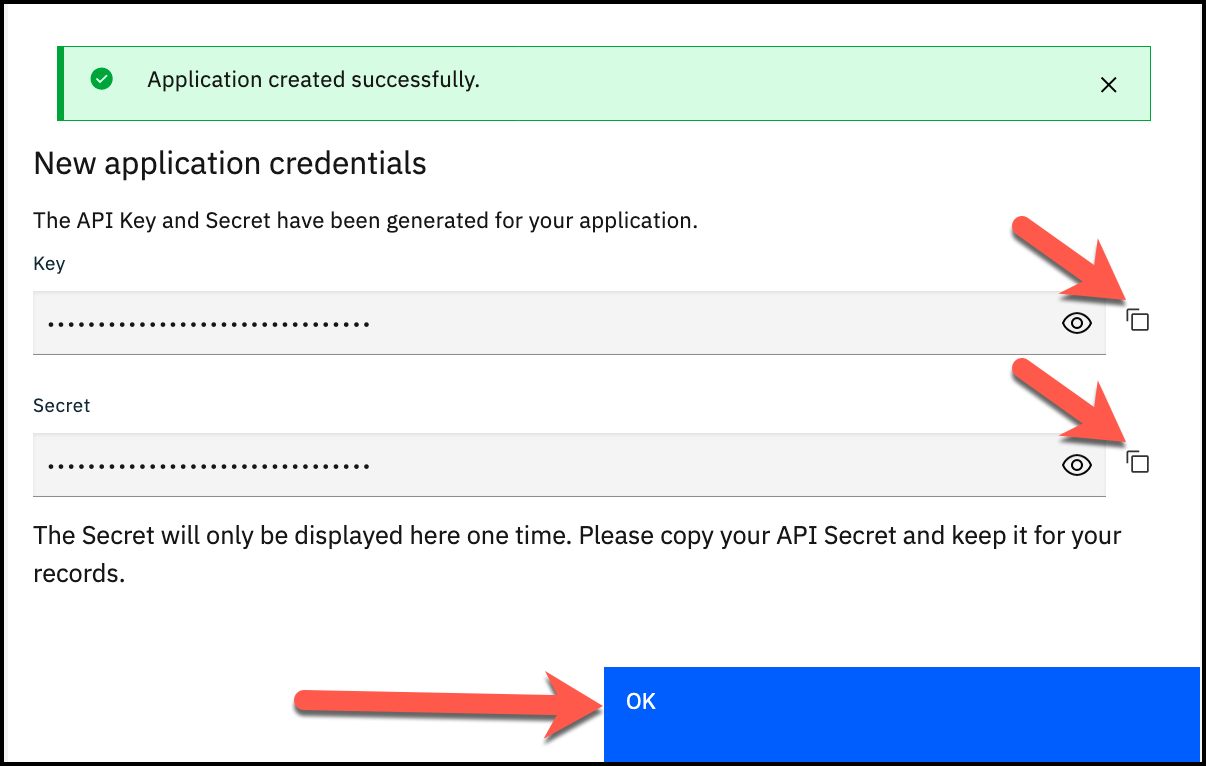 Application created successfully.
New application credentials
The API Key and Secret have been generated for your application.
Key
••••••••••••••••••••••••••••••••
Secret
••••••••••••••••••••••••••••••••
The Secret will only be displayed here one time. Please copy your API Secret and keep it for your
records.
OK